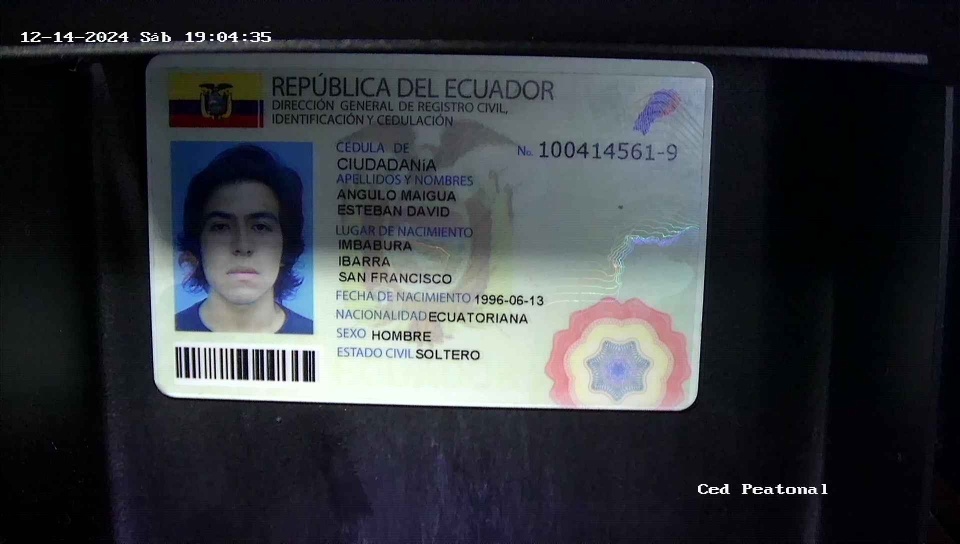 12-14-2024 Sáb 19:04:35
REPÚBLICA DEL ECUADOR
DIRECCIÓN GENERAL DE REGISTRO CIVIL,
IDENTIFICACIÓN Y CEDULACIÓN
CÉDULA DE
CIUDADANÍA
No. 100414561-9
APELLIDOS Y NOMBRES
ANGULO MAIGUA
ESTEBAN DAVID
LUGAR DE NACIMIENTO
IMBABURA
IBARRA
SAN FRANCISCO
FECHA DE NACIMIENTO 1996-06-13
NACIONALIDAD ECUATORIANA
SEXO HOMBRE
ESTADO CIVIL SOLTERO
Ced Peatonal